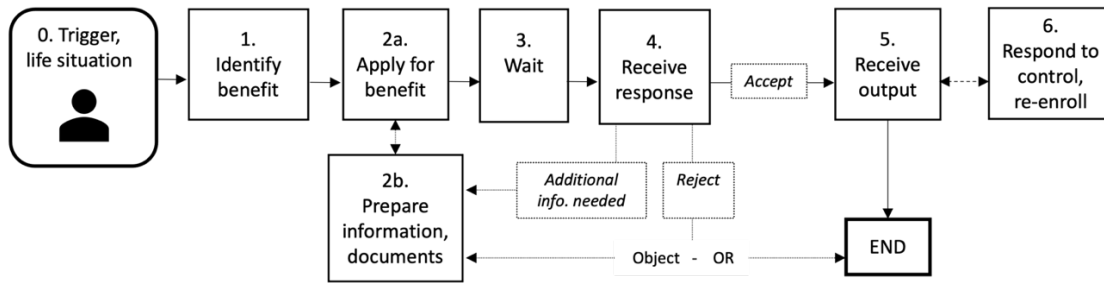 0. Trigger,
life situation
1.
Identify
benefit
2a.
Apply for
benefit
3.
Wait
4.
Receive
response
Accept
5.
Receive
output
6.
Respond to
control,
re-enroll
2b.
Prepare
information,
documents
Additional
info. needed
Reject
Object - OR
END